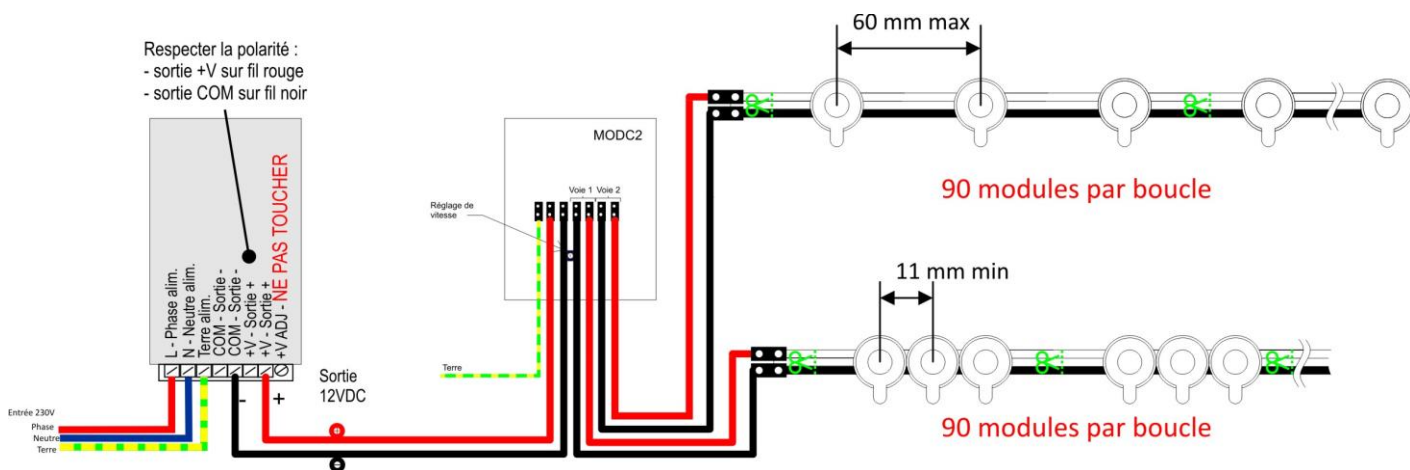 Respecter la polarité :
- sortie +V sur fil rouge
- sortie COM sur fil noir
L - Phase alim.
N - Neutre alim.
Terre alim.
COM - Sortie -
COM - Sortie -
+V - Sortie +
+V - Sortie +
+V ADJ - NE PAS TOUCHER
- +
Sortie
12VDC
Entrée 230V
Phase
Neutre
Terre
MODC2
Voie 1 Voie 2
Réglage de
vitesse
Terre
60 mm max
90 modules par boucle
11 mm min
90 modules par boucle